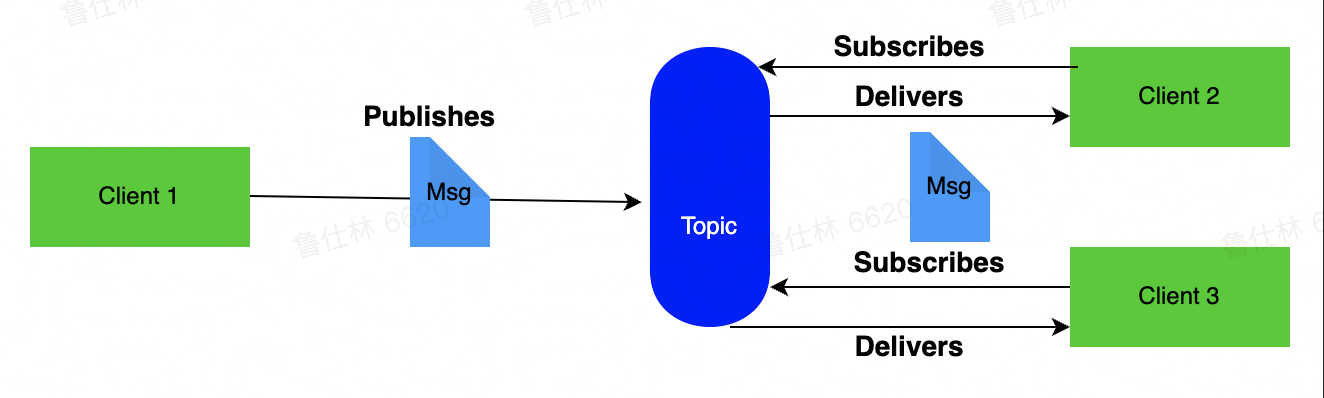 鲁仕林
鲁仕林
鲁仕林
Subscribes
Client 2
Delivers
Publishes
Msg
Client 1
Msg
Topic
鲁仕林 6620
鲁仕林 6620
鲁仕林 6
Subscribes
Client 3
Delivers